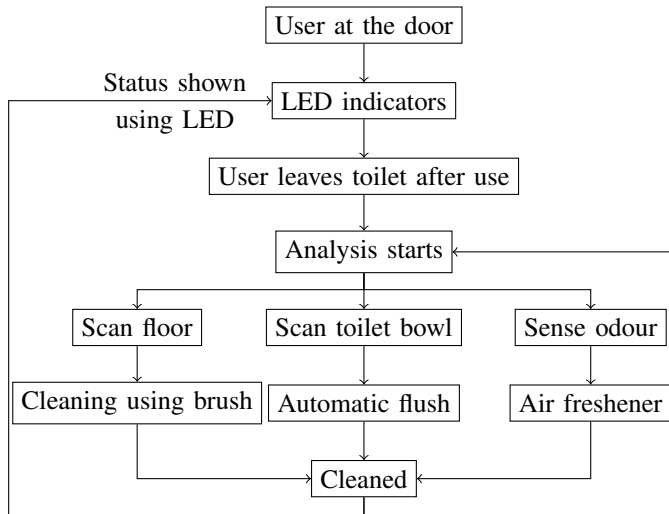 User at the door
Status shown
using LED
LED indicators
User leaves toilet after use
Analysis starts
Scan floor
Scan toilet bowl
Sense odour
Cleaning using brush
Automatic flush
Air freshener
Cleaned